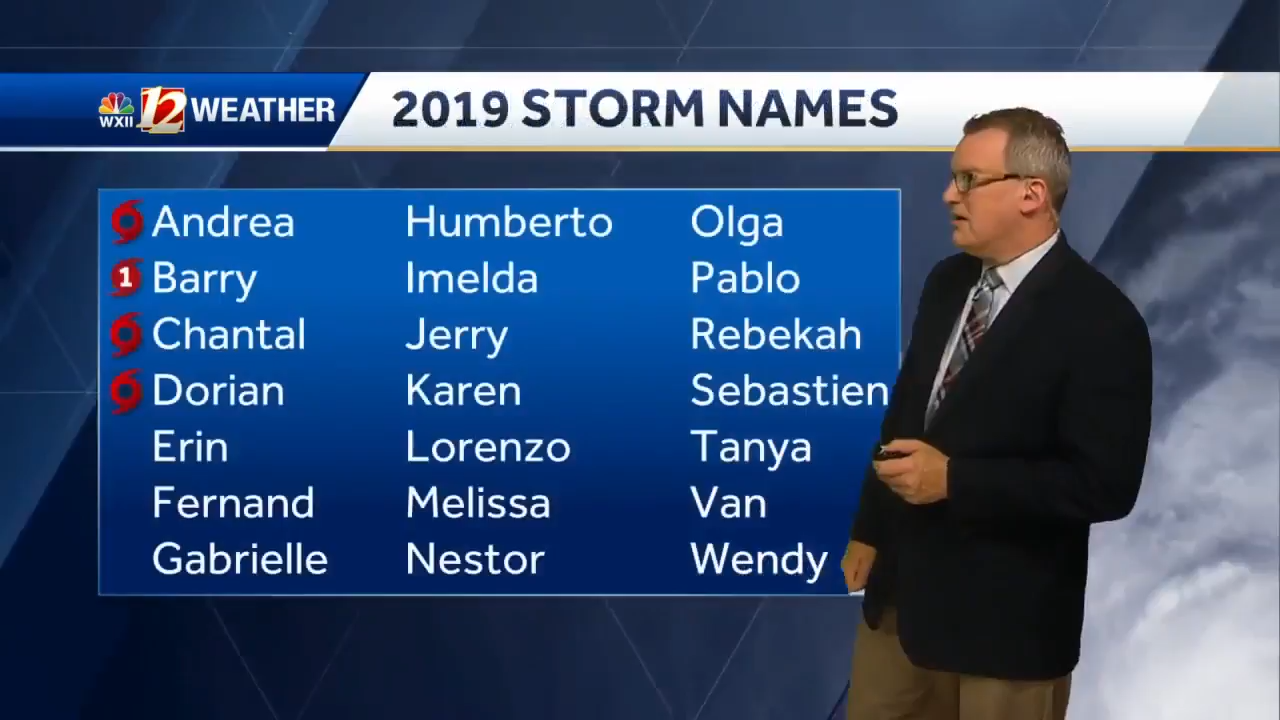 WXII 12 WEATHER
2019 STORM NAMES
Andrea
1 Barry
Chantal
Dorian
Erin
Fernand
Gabrielle
Humberto
Imelda
Jerry
Karen
Lorenzo
Melissa
Nestor
Olga
Pablo
Rebekah
Sebastien
Tanya
Van
Wendy